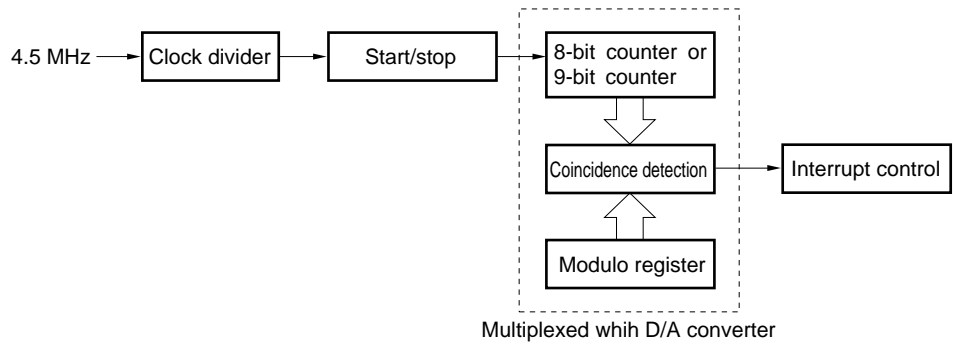 4.5 MHz
Clock divider
Start/stop
8-bit counter or
9-bit counter
Coincidence detection
Interrupt control
Modulo register
Multiplexed whih D/A converter